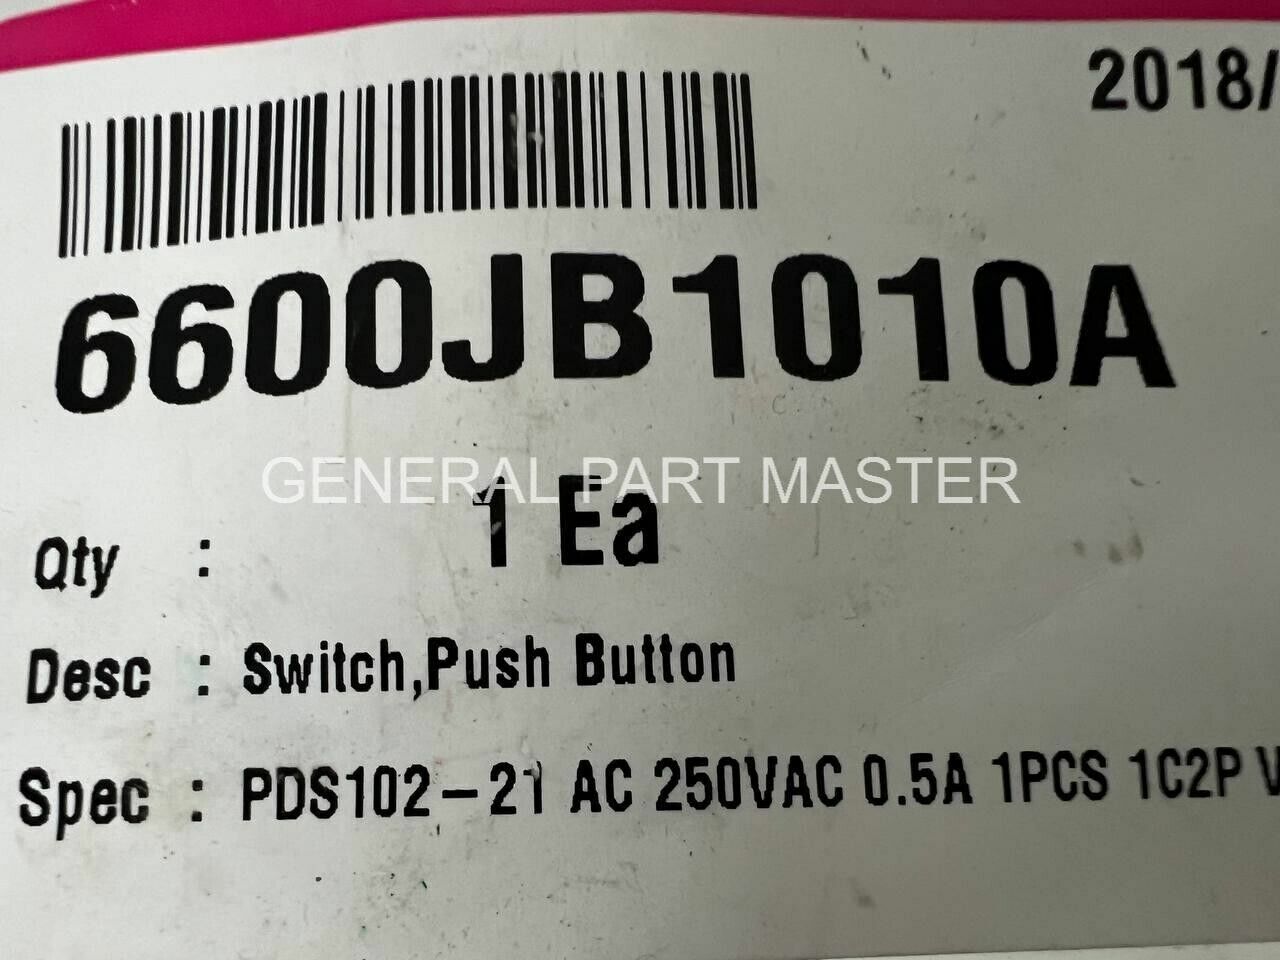 2018/
6600JB1010A
GENERAL PART MASTER
Qty : 1 Ea
Desc : Switch,Push Button
Spec : PDS102-21 AC 250VAC 0.5A 1PCS 1C2P V